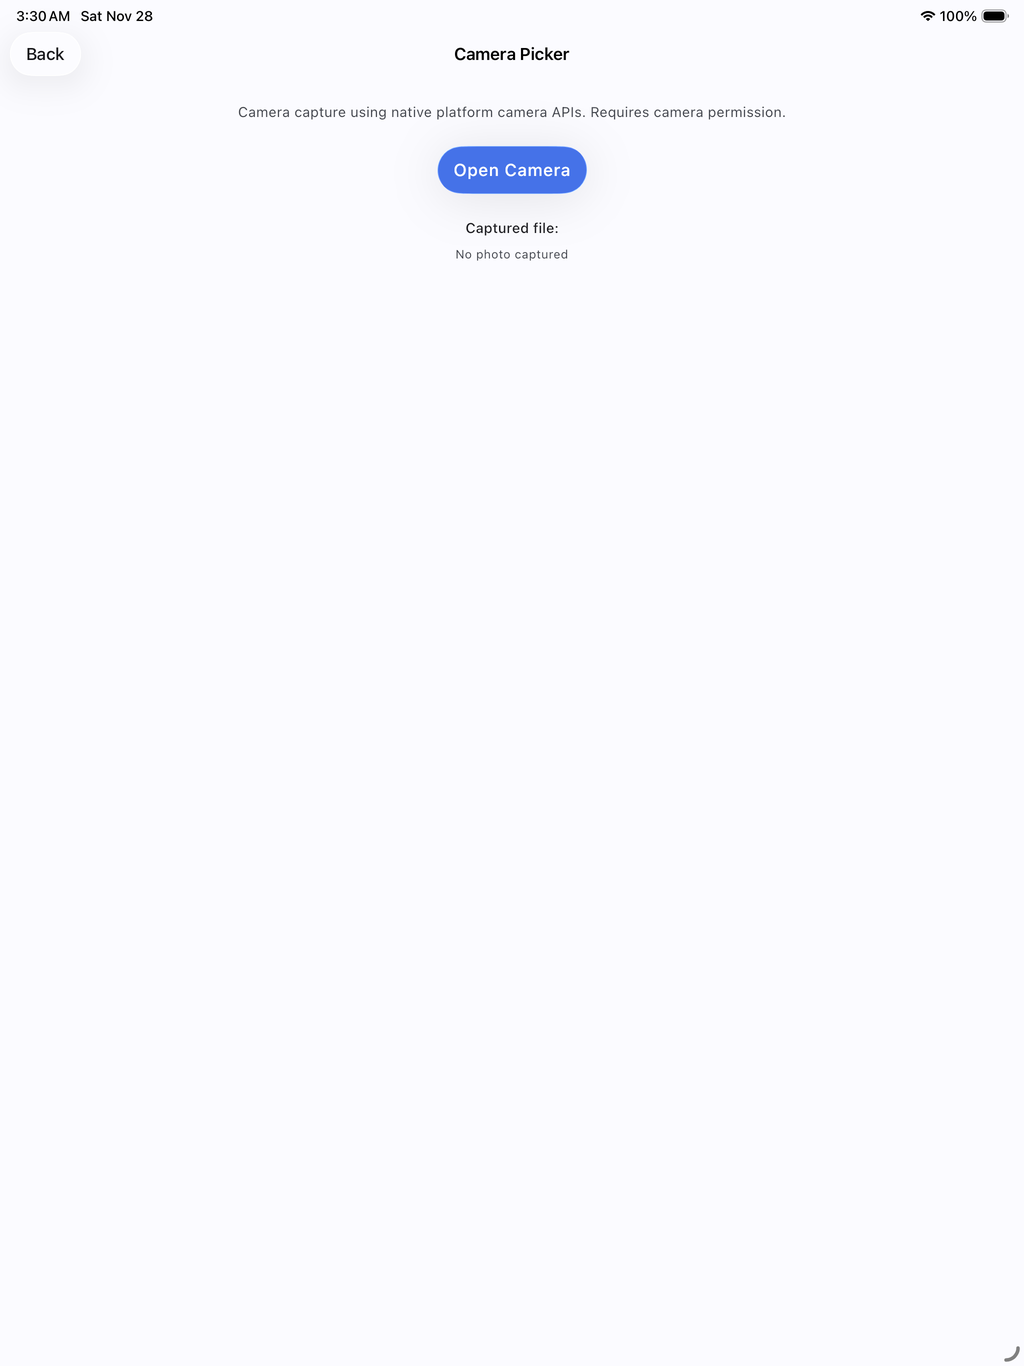 3:30 AM Sat Nov 28
100%
Back
Camera Picker
Camera capture using native platform camera APIs. Requires camera permission.
Open Camera
Captured file:
No photo captured